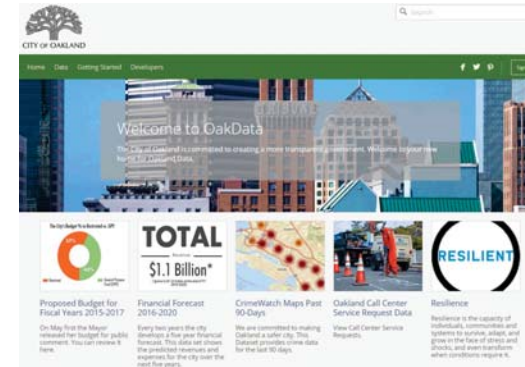 CITY OF OAKLAND
Search
Home Data Getting Started Developers
Welcome to OakData
The City of Oakland is committed to creating a more transparent government. Welcome to your new
home for Oakland Data.
TOTAL
$1.1 Billion*
RESILIENT
Proposed Budget for
Fiscal Years 2015-2017
On May first the Mayor
released her budget for public
comment. You can review it
here.
Financial Forecast
2016-2020
Every two years the city
develops a five year financial
forecast. This data set shows
the predicted revenues and
expenses for the city over the
next five years.
CrimeWatch Maps Past
90-Days
We are committed to making
Oakland a safer city. This
Dataset provides crime data
for the last 90 days.
Oakland Call Center
Service Request Data
View Call Center Service
Requests.
Resilience
Resilience is the capacity of
individuals, communities and
systems to survive, adapt, and
grow in the face of stress and
shocks, and even transform
when conditions require it.